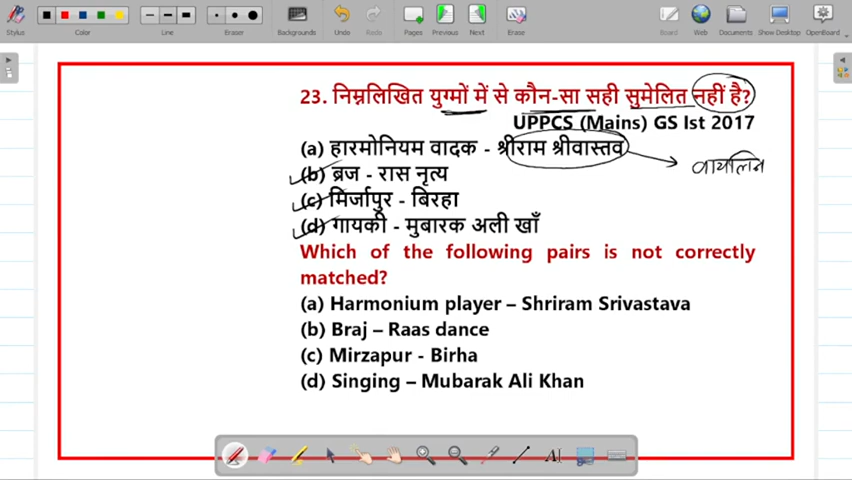 Stylus
Color
Line
Eraser
Backgrounds
Undo
Redo
Pages
Previous
Next
Erase
Board
Web
Documents
Show Desktop
OpenBoard
23. निम्नलिखित युग्मों में से कौन-सा सही सुमेलित नहीं है?
UPPCS (Mains) GS Ist 2017
(a) हारमोनियम वादक - श्रीराम श्रीवास्तव
वायलिन
(b) ब्रज - रास नृत्य
(c) मिर्जापुर - बिरहा
(d) गायकी - मुबारक अली खाँ
Which of the following pairs is not correctly
matched?
(a) Harmonium player – Shriram Srivastava
(b) Braj – Raas dance
(c) Mirzapur - Birha
(d) Singing – Mubarak Ali Khan